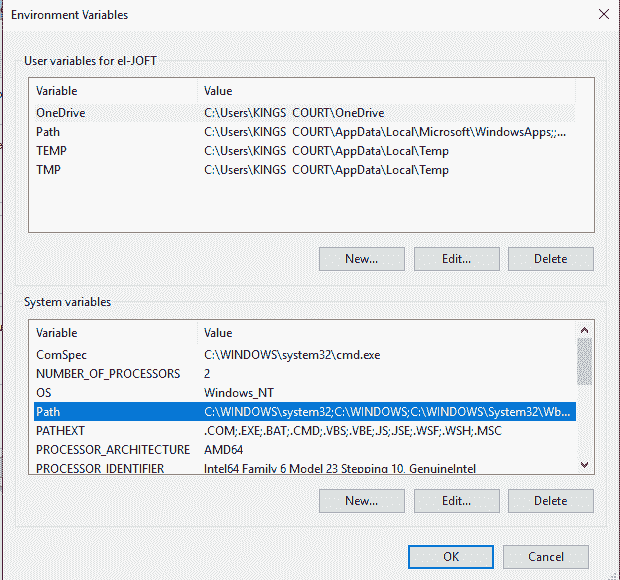 Environment Variables
User variables for el-JOFT
Variable Value
OneDrive C:\Users\KINGS COURT\OneDrive
Path C:\Users\KINGS COURT\AppData\Local\Microsoft\WindowsApps;;...
TEMP C:\Users\KINGS COURT\AppData\Local\Temp
TMP C:\Users\KINGS COURT\AppData\Local\Temp
New... Edit... Delete
System variables
Variable Value
ComSpec C:\WINDOWS\system32\cmd.exe
NUMBER_OF_PROCESSORS 2
OS Windows_NT
Path C:\WINDOWS\system32;C:\WINDOWS;C:\WINDOWS\System32\Wb...
PATHEXT .COM;.EXE;.BAT;.CMD;.VBS;.VBE;.JS;.JSE;.WSF;.WSH;.MSC
PROCESSOR_ARCHITECTURE AMD64
PROCESSOR_IDENTIFIER Intel64 Family 6 Model 23 Stepping 10, GenuineIntel
New... Edit... Delete
OK Cancel